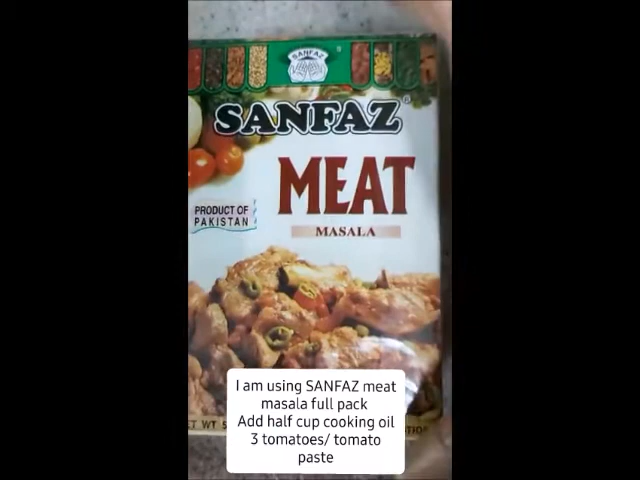 SANFAZ
SANFAZ®
MEAT
MASALA
PRODUCT OF
PAKISTAN
I am using SANFAZ meat
masala full pack
Add half cup cooking oil
3 tomatoes/ tomato
paste